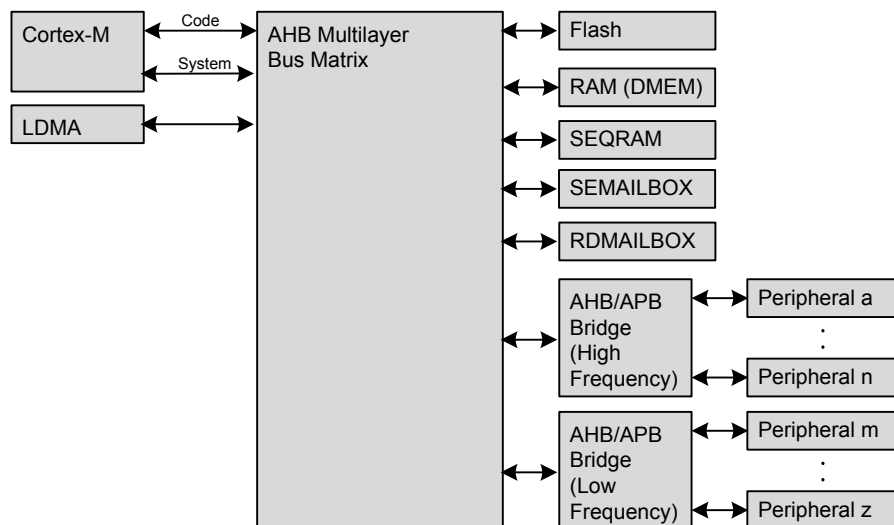 Cortex-M
Code
System
LDMA
AHB Multilayer
Bus Matrix
Flash
RAM (DMEM)
SEQRAM
SEMAILBOX
RDMAILBOX
AHB/APB
Bridge
(High
Frequency)
Peripheral a
Peripheral n
AHB/APB
Bridge
(Low
Frequency)
Peripheral m
Peripheral z